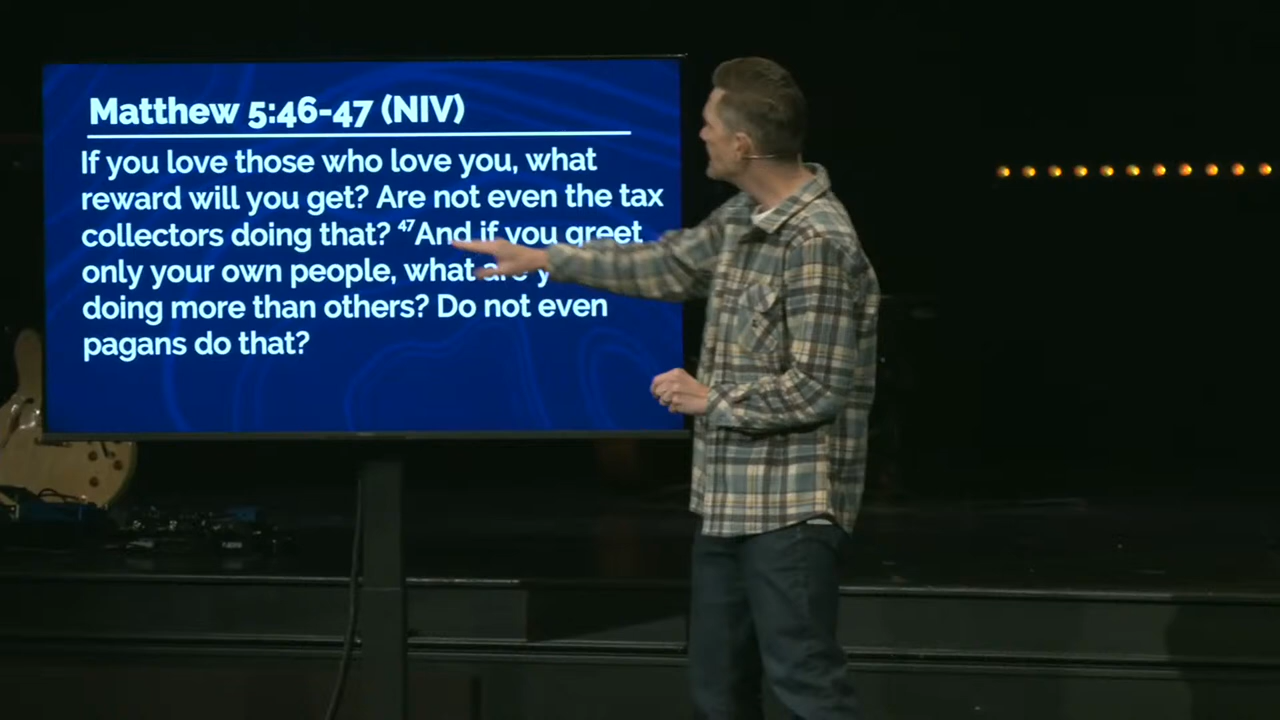 Matthew 5:46-47 (NIV)
If you love those who love you, what
reward will you get? Are not even the tax
collectors doing that? ⁴⁷And if you greet
only your own people, what are y
doing more than others? Do not even
pagans do that?